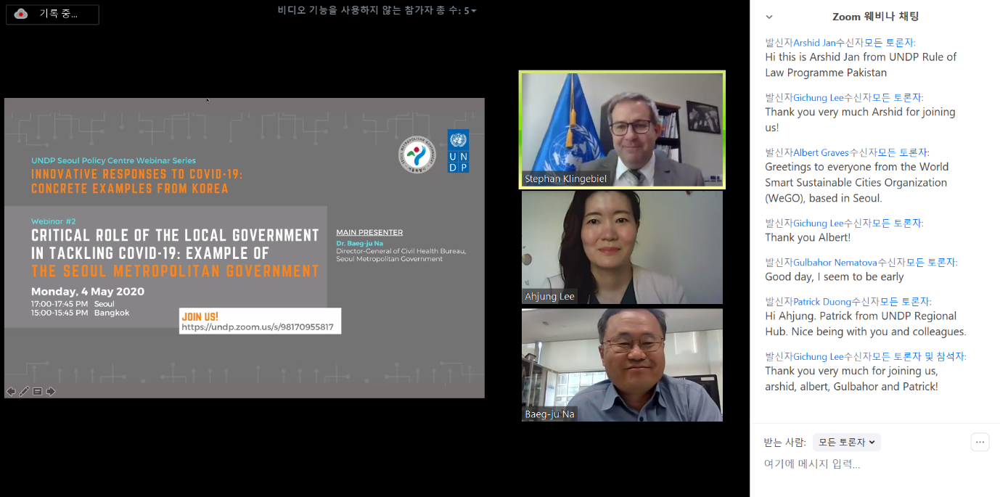 기록 중...
비디오 기능을 사용하지 않는 참가자 총 수: 5
UNDP Seoul Policy Centre Webinar Series
INNOVATIVE RESPONSES TO COVID-19:
CONCRETE EXAMPLES FROM KOREA
SEOUL METROPOLITAN GOVERNMENT
서울특별시
U N
D P
Webinar #2
CRITICAL ROLE OF THE LOCAL GOVERNMENT
IN TACKLING COVID-19: EXAMPLE OF
THE SEOUL METROPOLITAN GOVERNMENT
Monday, 4 May 2020
17:00-17:45 PM Seoul
15:00-15:45 PM Bangkok
JOIN US!
https://undp.zoom.us/s/98170955817
MAIN PRESENTER
Dr. Baeg-ju Na
Director-General of Civil Health Bureau,
Seoul Metropolitan Government
Stephan Klingebiel
Ahjung Lee
Baeg-ju Na
Zoom 웨비나 채팅
발신자Arshid Jan수신자모든 토론자:
Hi this is Arshid Jan from UNDP Rule of
Law Programme Pakistan
발신자Gichung Lee수신자모든 토론자:
Thank you very much Arshid for joining
us!
발신자Albert Graves수신자모든 토론자:
Greetings to everyone from the World
Smart Sustainable Cities Organization
(WeGO), based in Seoul.
발신자Gichung Lee수신자모든 토론자:
Thank you Albert!
발신자Gulbahor Nematova수신자모든 토론자:
Good day, I seem to be early
발신자Patrick Duong수신자모든 토론자:
Hi Ahjung. Patrick from UNDP Regional
Hub. Nice being with you and colleagues.
발신자Gichung Lee수신자모든 토론자 및 참석자:
Thank you very much for joining us,
arshid, albert, Gulbahor and Patrick!
받는 사람: 모든 토론자
여기에 메시지 입력...